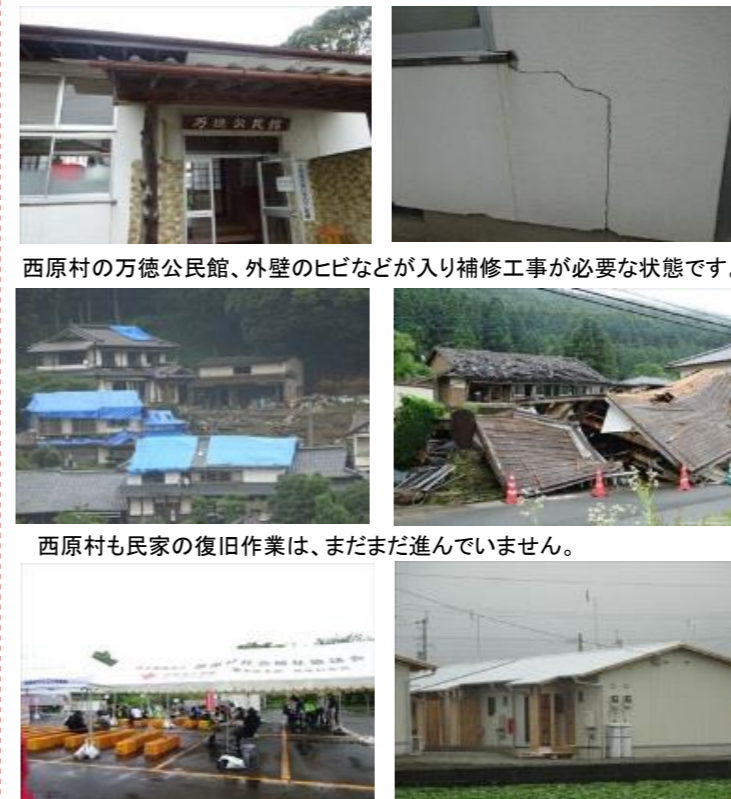 万徳公民館
西原村の万徳公民館、外壁のヒビなどが入り補修工事が必要な状態です。
西原村も民家の復旧作業は、まだまだ進んでいません。